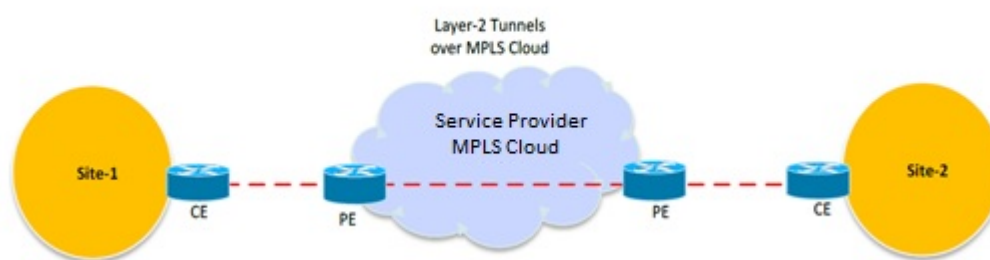 Layer-2 Tunnels
over MPLS Cloud
Service Provider
MPLS Cloud
Site-1
CE
PE
PE
CE
Site-2